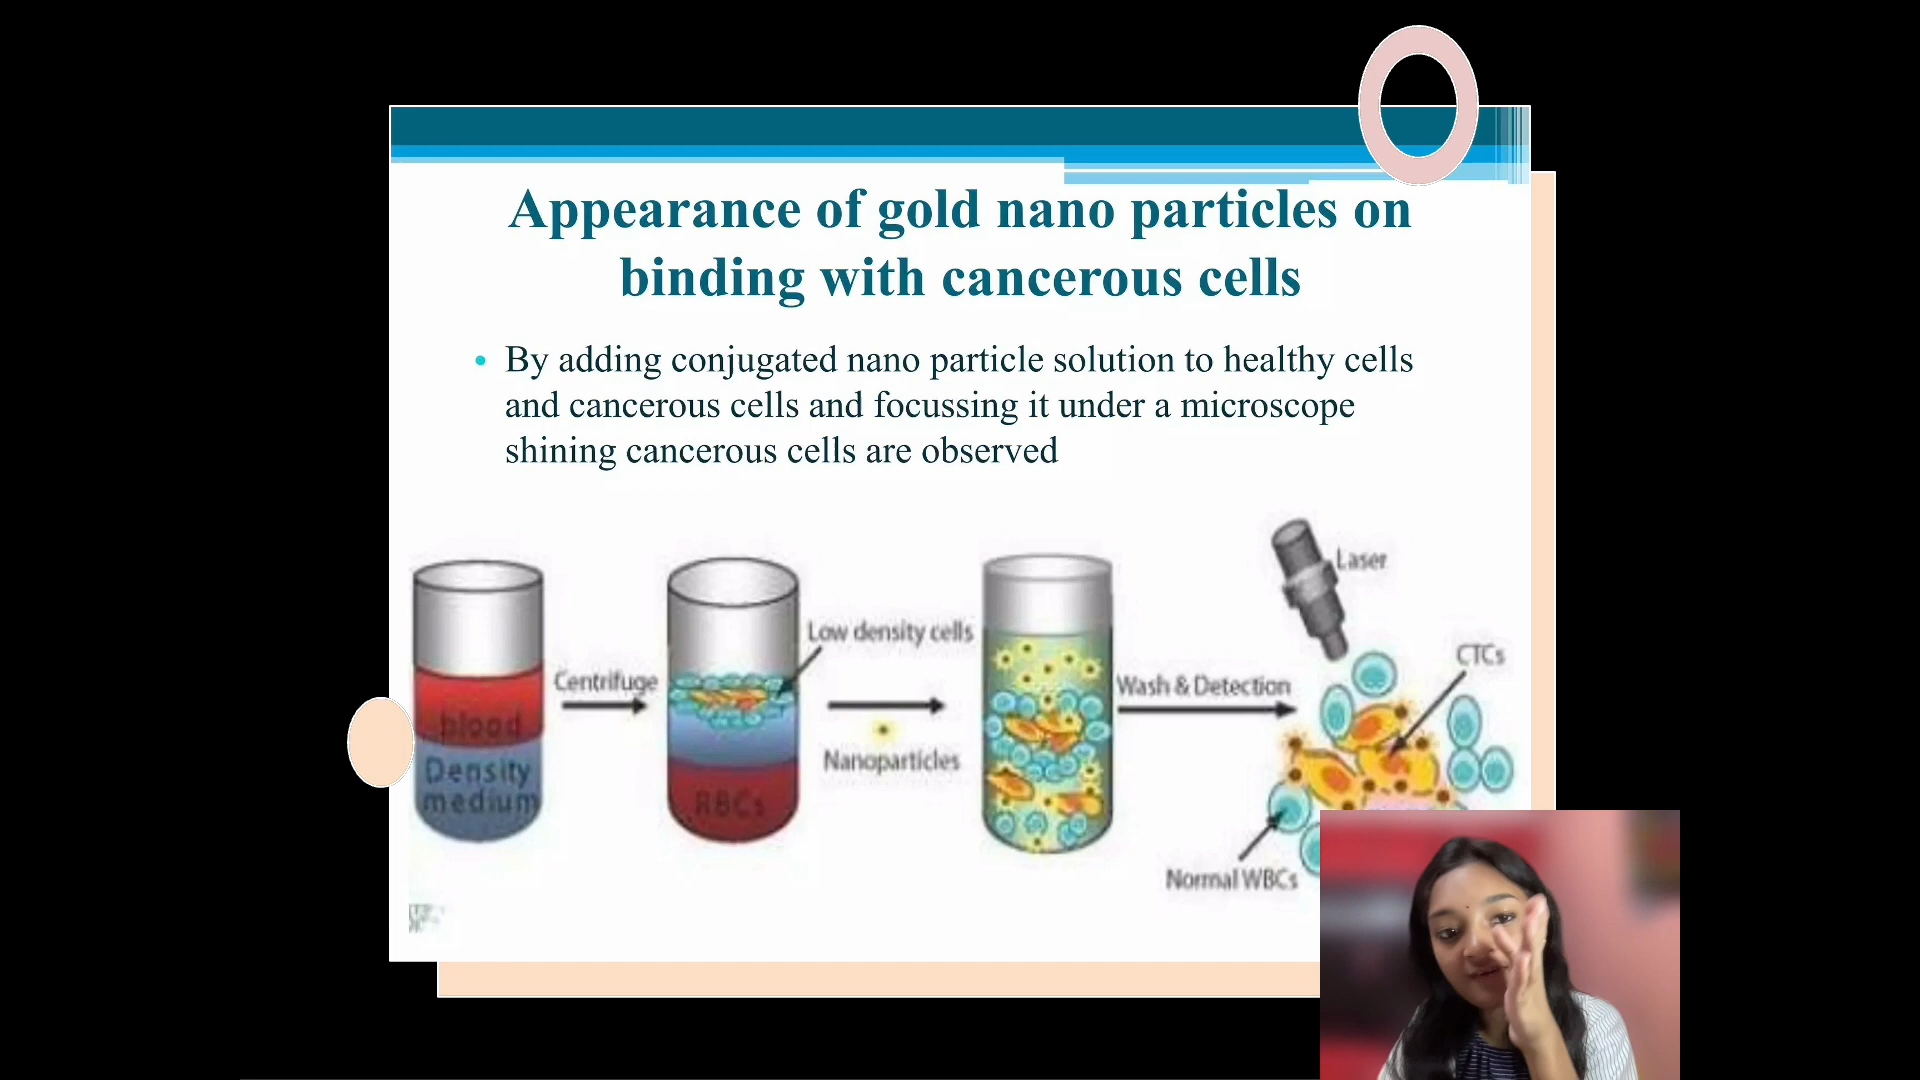 Appearance of gold nano particles on
binding with cancerous cells
• By adding conjugated nano particle solution to healthy cells
and cancerous cells and focussing it under a microscope
shining cancerous cells are observed
Laser
Low density cells
CTCs
Centrifuge
Wash & Detection
blood
Nanoparticles
Density
medium
RBCs
Normal WBCs